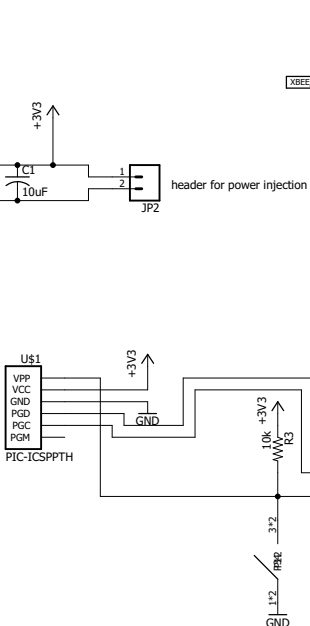 XBEE
+3V3
C1
10uF
1
2
JP2
header for power injection
U$1
VPP
VCC
GND
PGD
PGC
PGM
PIC-ICSPPTH
+3V3
GND
+3V3
10k
R3
3*2
1*2
GND